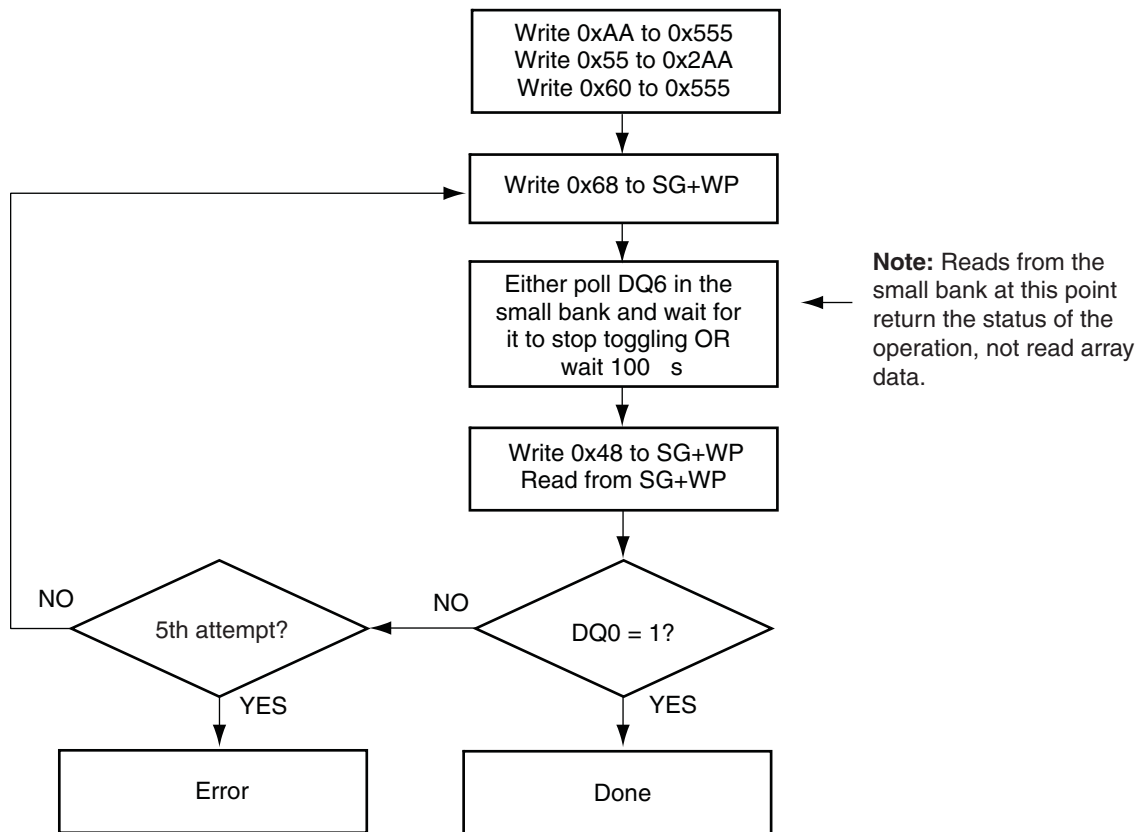 Write 0xAA to 0x555
Write 0x55 to 0x2AA
Write 0x60 to 0x555
Write 0x68 to SG+WP
Either poll DQ6 in the
small bank and wait for
it to stop toggling OR
wait 100 s
Note: Reads from the
small bank at this point
return the status of the
operation, not read array
data.
Write 0x48 to SG+WP
Read from SG+WP
NO
5th attempt?
NO
DQ0 = 1?
YES
YES
Error
Done